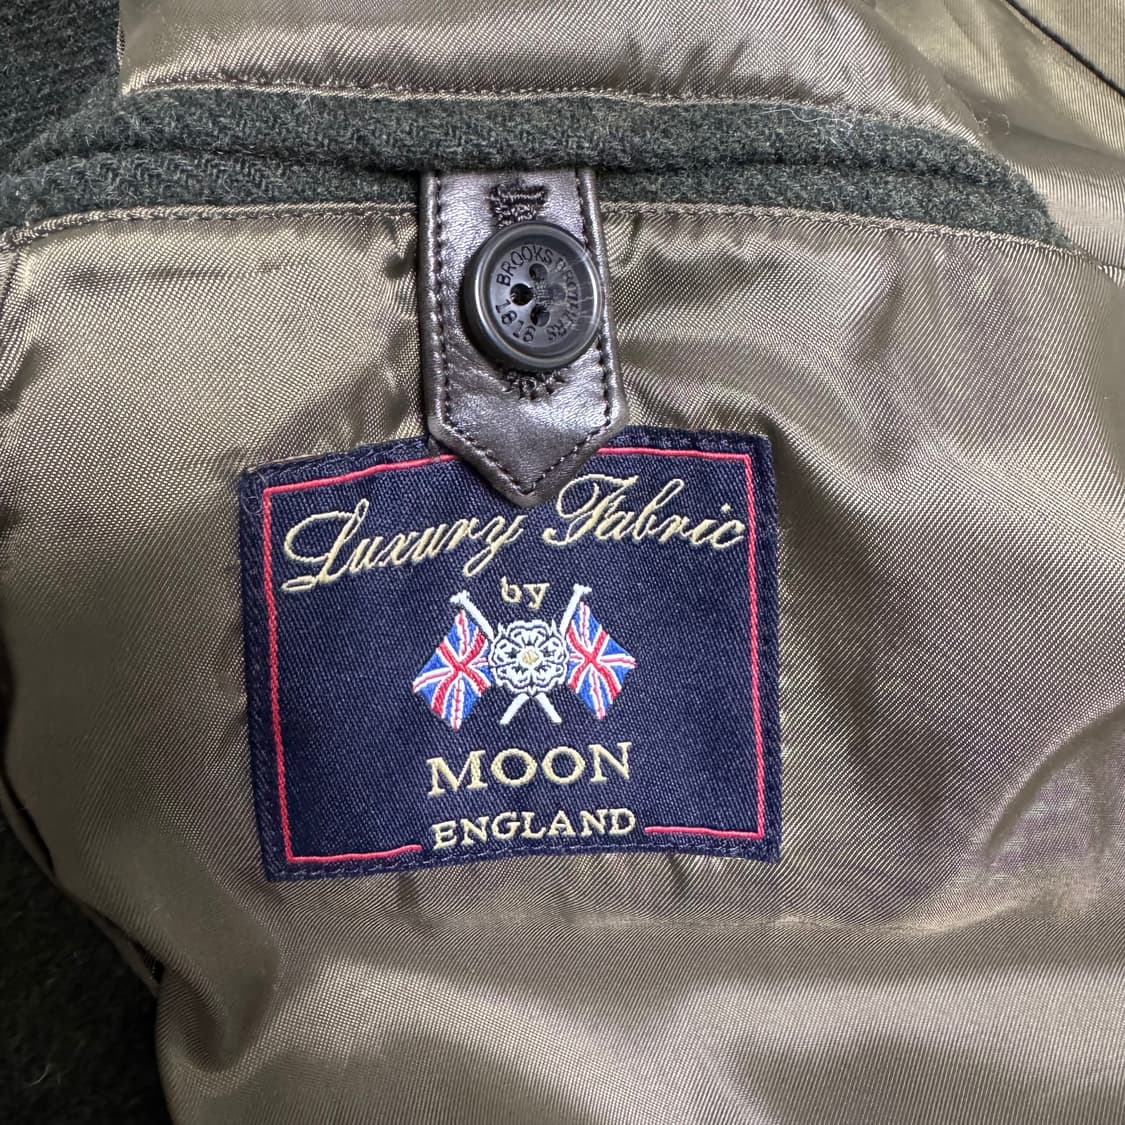 BROOKS BROTHERS
1818
Luxury Fabric
by
MOON
ENGLAND